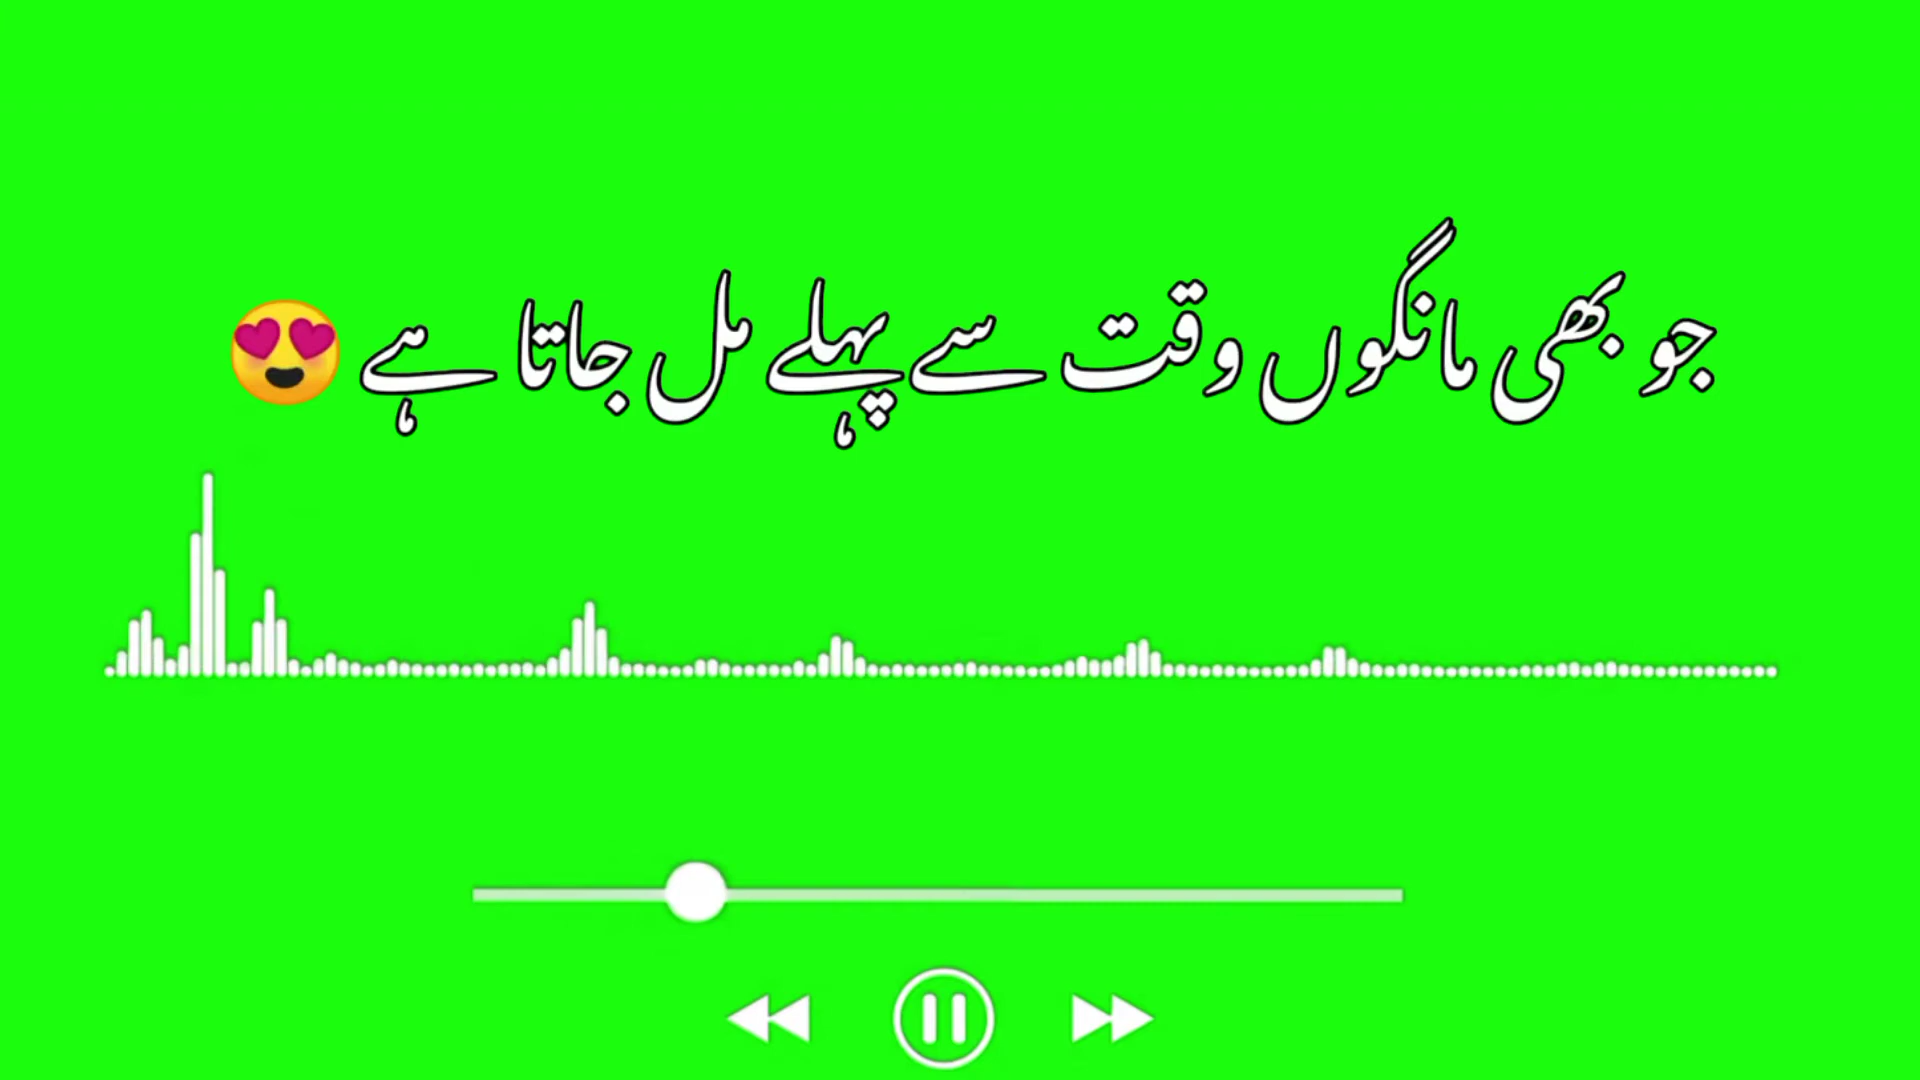 جو بھی مانگوں وقت سے پہلے مل جاتا ہے 😍